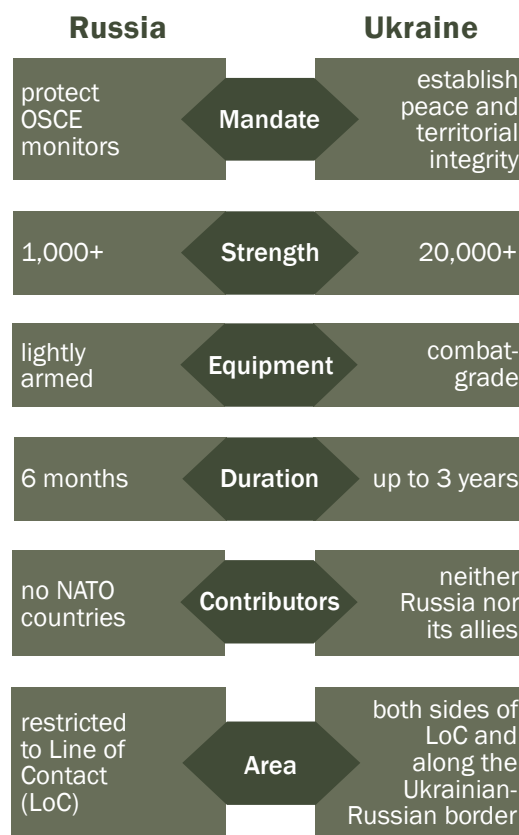 Russia
Ukraine
protect
OSCE
monitors
Mandate
establish
peace and
territorial
integrity
1,000+
Strength
20,000+
lightly
armed
Equipment
combat-
grade
6 months
Duration
up to 3 years
no NATO
countries
Contributors
neither
Russia nor
its allies
restricted
to Line of
Contact
(LoC)
Area
both sides of
LoC and
along the
Ukrainian-
Russian border